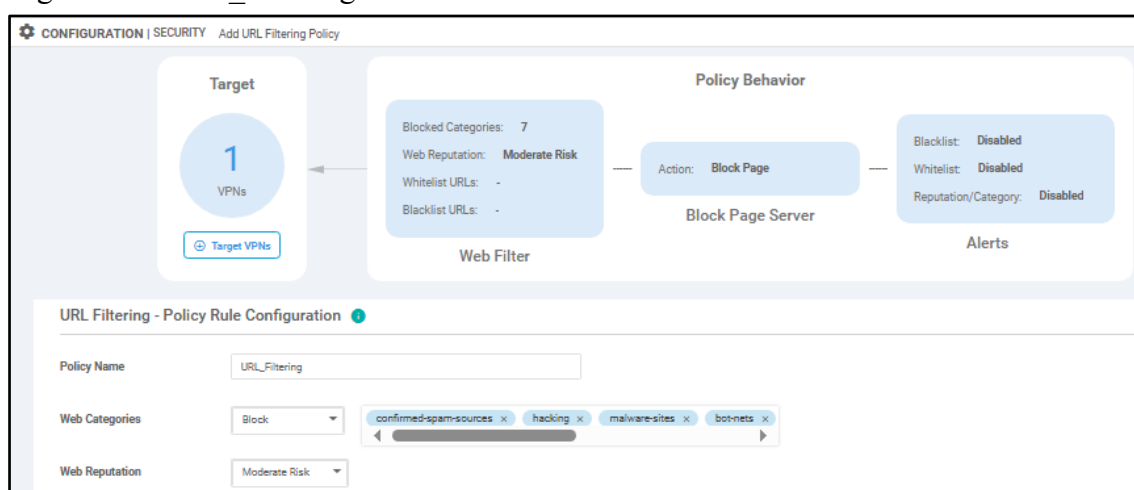 CONFIGURATION | SECURITY Add URL Filtering Policy
Target
1
VPNs
Target VPNs
Policy Behavior
Blocked Categories: 7
Web Reputation: Moderate Risk
Whitelist URLs: -
Blacklist URLs: -
Web Filter
Action: Block Page
Block Page Server
Blacklist: Disabled
Whitelist: Disabled
Reputation/Category: Disabled
Alerts
URL Filtering - Policy Rule Configuration
Policy Name URL_Filtering
Web Categories Block confirmed-spam-sources × hacking × malware-sites × bot-nets ×
Web Reputation Moderate Risk